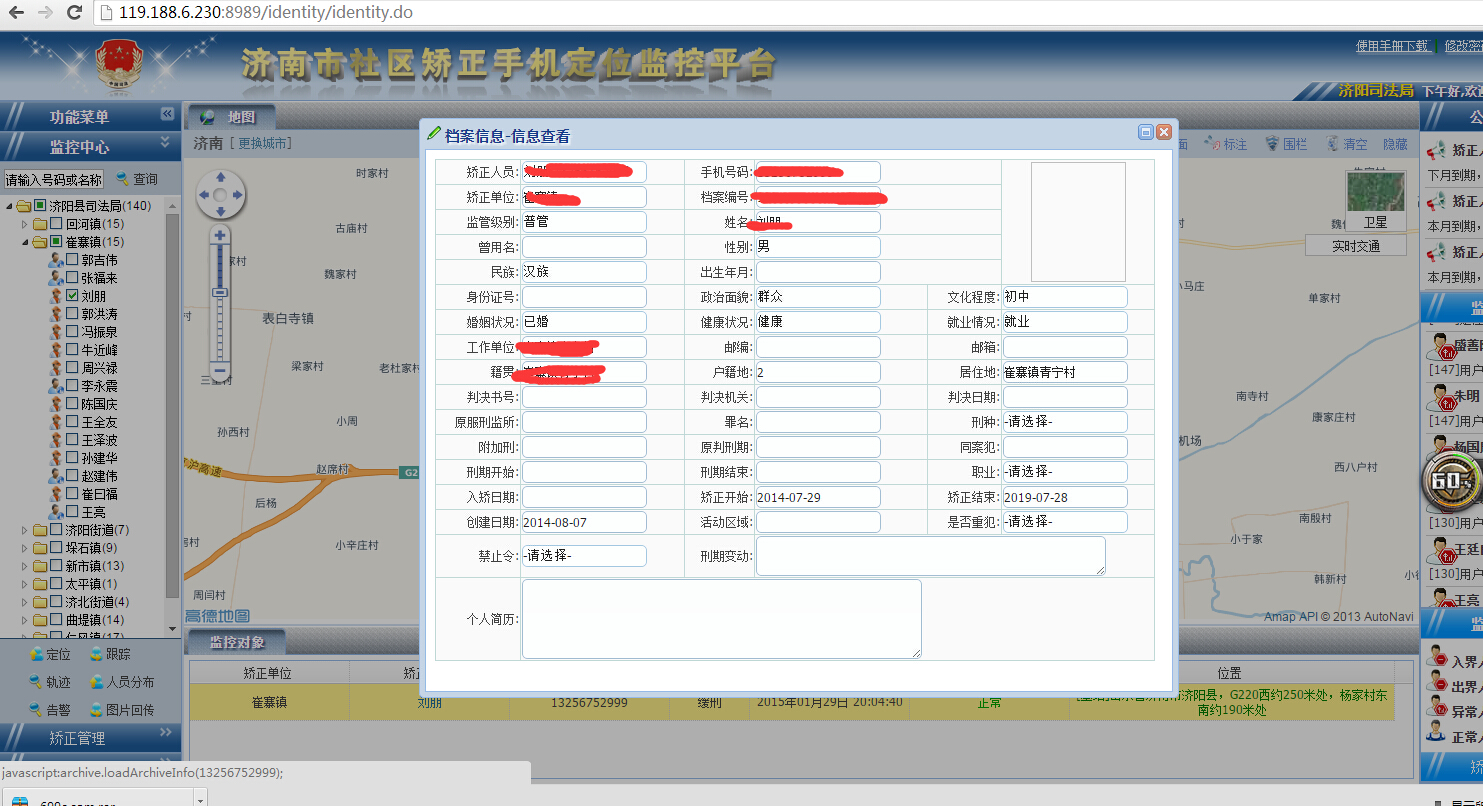 119.188.6.230:8989/identity/identity.do
济南市社区矫正手机定位监控平台
使用手册下载 修改密
济阳司法局 下午好,欢
功能菜单
监控中心
请输入号码或名称 查询
济阳县司法局(140)
回河镇(15)
崔寨镇(15)
郭吉伟
张福来
刘朋
郭洪涛
冯振泉
牛近峰
周兴禄
李永震
陈国庆
王全友
王泽波
孙建华
赵建伟
崔曰福
王亮
济阳街道(7)
垛石镇(9)
新市镇(13)
太平镇(1)
济北街道(4)
曲堤镇(14)
仁风镇(17)
定位 跟踪
轨迹 人员分布
告警 图片回传
矫正管理
地图
济南 [ 更换城市]
面 标注 围栏 清空 隐藏
时家村
古庙村
家村
魏家村
表白寺镇
村
梁家村
老杜家村
三里村
小周
孙西村
京沪高速
赵席村
G2
后杨
小辛庄村
周闫村
高德地图
卫星
实时交通
小马庄
单家村
南寺村
康家庄村
机场
西八户村
南殷村
小于家
韩新村
Amap API © 2013 AutoNavi
档案信息-信息查看
矫正人员: 手机号码:
矫正单位: 档案编号:
监管级别: 普管 姓名: 刘朋
曾用名: 性别: 男
民族: 汉族 出生年月:
身份证号: 政治面貌: 群众 文化程度: 初中
婚姻状况: 已婚 健康状况: 健康 就业情况: 就业
工作单位: 邮编: 邮箱:
籍贯: 户籍地: 2 居住地: 崔寨镇青宁村
判决书号: 判决机关: 判决日期:
原服刑监所: 罪名: 刑种: -请选择-
附加刑: 原判刑期: 同案犯:
刑期开始: 刑期结束: 职业: -请选择-
入矫日期: 矫正开始: 2014-07-29 矫正结束: 2019-07-28
创建日期: 2014-08-07 活动区域: 是否重犯: -请选择-
禁止令: -请选择- 刑期变动:
个人简历:
监控对象
矫正单位 矫正 位置
崔寨镇 刘朋 13256752999 缓刑 2015年01月29日 20:04:40 正常 济阳县，G220西约250米处，杨家村东
南约190米处
公
矫正人
下月到期，
矫正人
本月到期，
矫正人
本月到期，
监
盛善
[147]用户
朱明
[147]用户
杨国
60
[130]用户
王廷
[130]用户
王亮
监
入界人
出界人
异常人
正常人
矫
javascript:archive.loadArchiveInfo(13256752999);